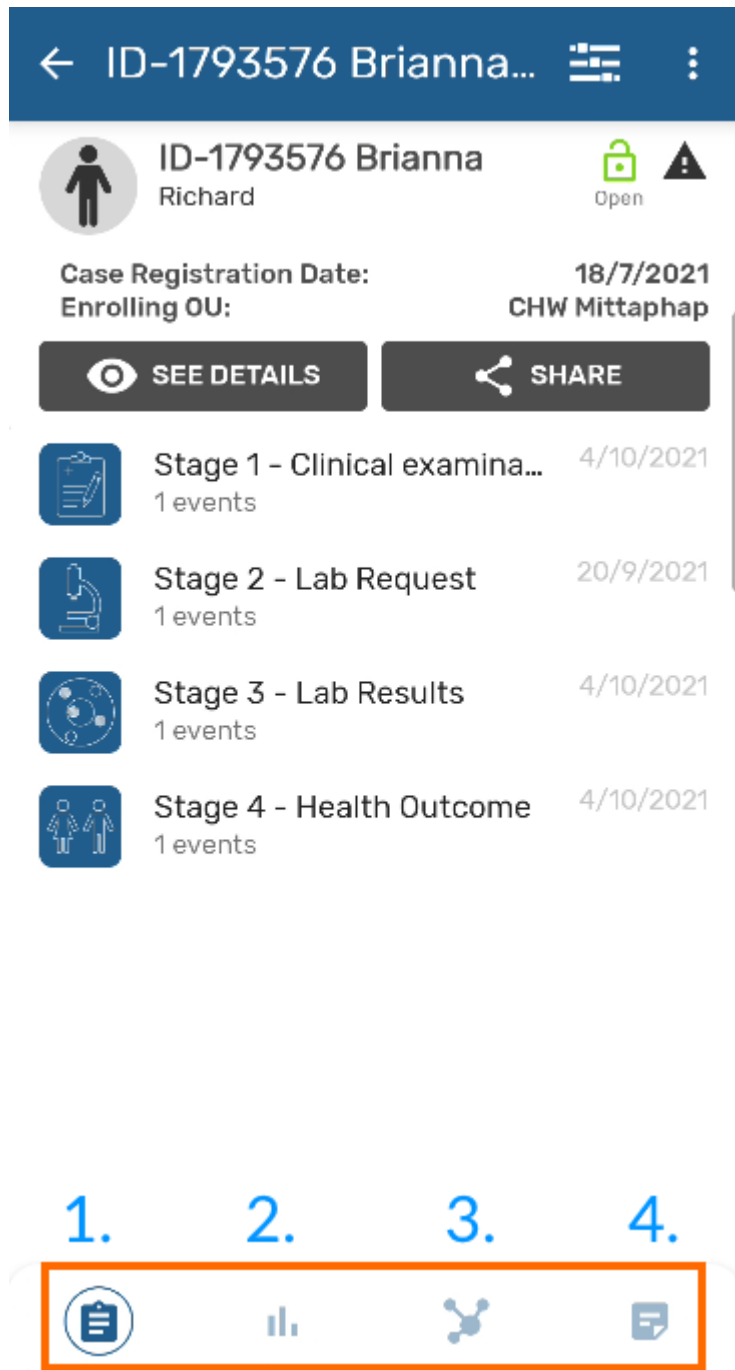 ID-1793576 Brianna...
ID-1793576 Brianna
Richard
Open
Case Registration Date: 18/7/2021
Enrolling OU: CHW Mittaphap
SEE DETAILS SHARE
Stage 1 - Clinical examina... 4/10/2021
1 events
Stage 2 - Lab Request 20/9/2021
1 events
Stage 3 - Lab Results 4/10/2021
1 events
Stage 4 - Health Outcome 4/10/2021
1 events
1. 2. 3. 4.